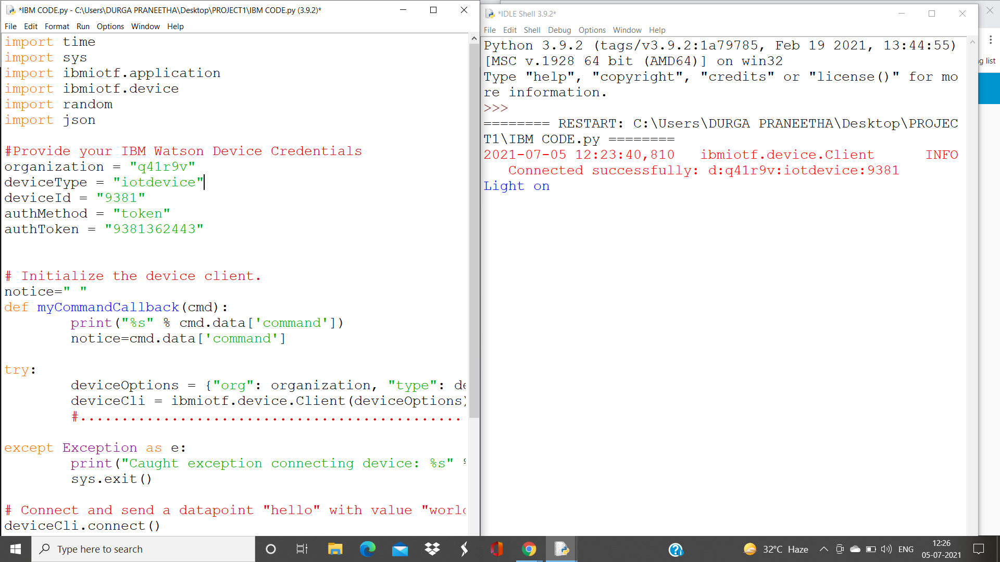 *IBM CODE.py - C:\Users\DURGA PRANEETHA\Desktop\PROJECT1\IBM CODE.py (3.9.2)*
File Edit Format Run Options Window Help
import time
import sys
import ibmiotf.application
import ibmiotf.device
import random
import json
#Provide your IBM Watson Device Credentials
organization = "q41r9v"
deviceType = "iotdevice"
deviceId = "9381"
authMethod = "token"
authToken = "9381362443"
# Initialize the device client.
notice=" "
def myCommandCallback(cmd):
print("%s" % cmd.data['command'])
notice=cmd.data['command']
try:
deviceOptions = {"org": organization, "type": de
deviceCli = ibmiotf.device.Client(deviceOptions)
#..............................................
except Exception as e:
print("Caught exception connecting device: %s" %
sys.exit()
# Connect and send a datapoint "hello" with value "world
deviceCli.connect()
*IDLE Shell 3.9.2*
File Edit Shell Debug Options Window Help
Python 3.9.2 (tags/v3.9.2:1a79785, Feb 19 2021, 13:44:55)
[MSC v.1928 64 bit (AMD64)] on win32
Type "help", "copyright", "credits" or "license()" for mo
re information.
>>>
======== RESTART: C:\Users\DURGA PRANEETHA\Desktop\PROJEC
T1\IBM CODE.py ========
2021-07-05 12:23:40,810 ibmiotf.device.Client INFO
Connected successfully: d:q41r9v:iotdevice:9381
Light on
g list
Type here to search
32°C Haze
ENG
12:26
05-07-2021